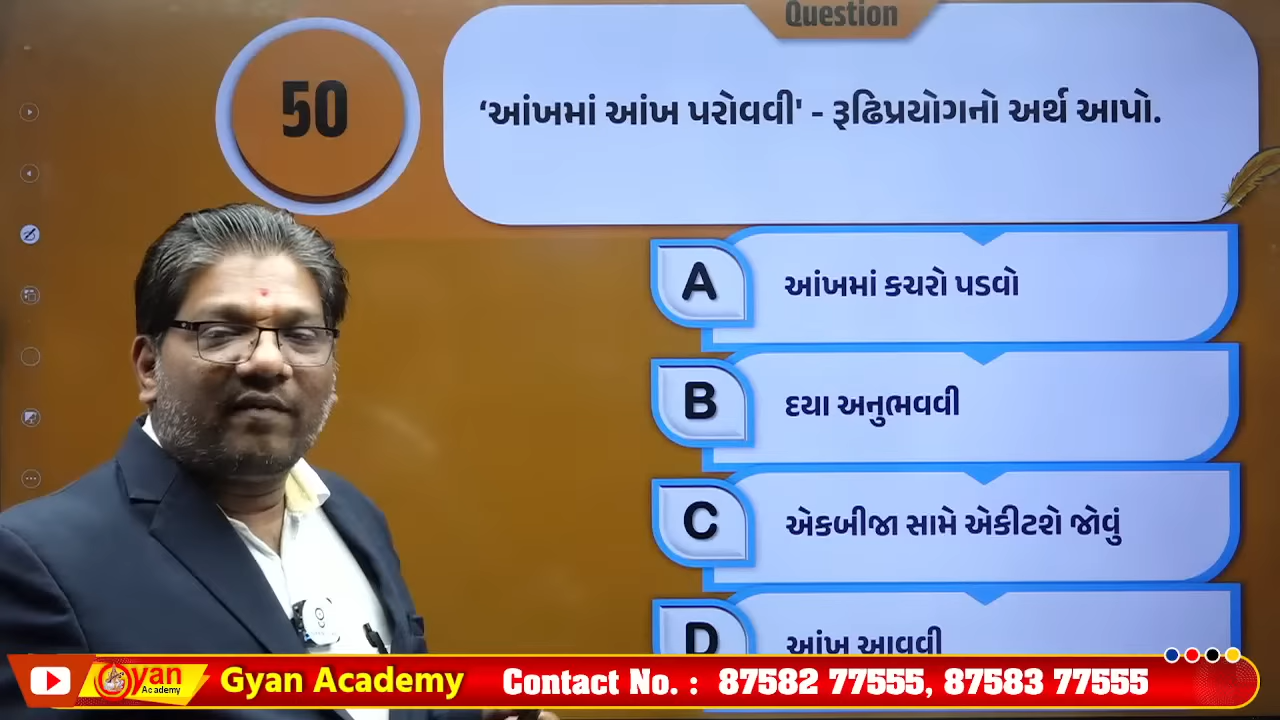 Question
50
‘આંખમાં આંખ પરોવવી' - રૂઢિપ્રયોગનો અર્થ આપો.
A
આંખમાં કચરો પડવો
B
દયા અનુભવવી
C
એકબીજા સામે એકીટશે જોવું
D
આંખ આવવી
Gyan
Academy
Gyan Academy
Contact No. : 87582 77555, 87583 77555